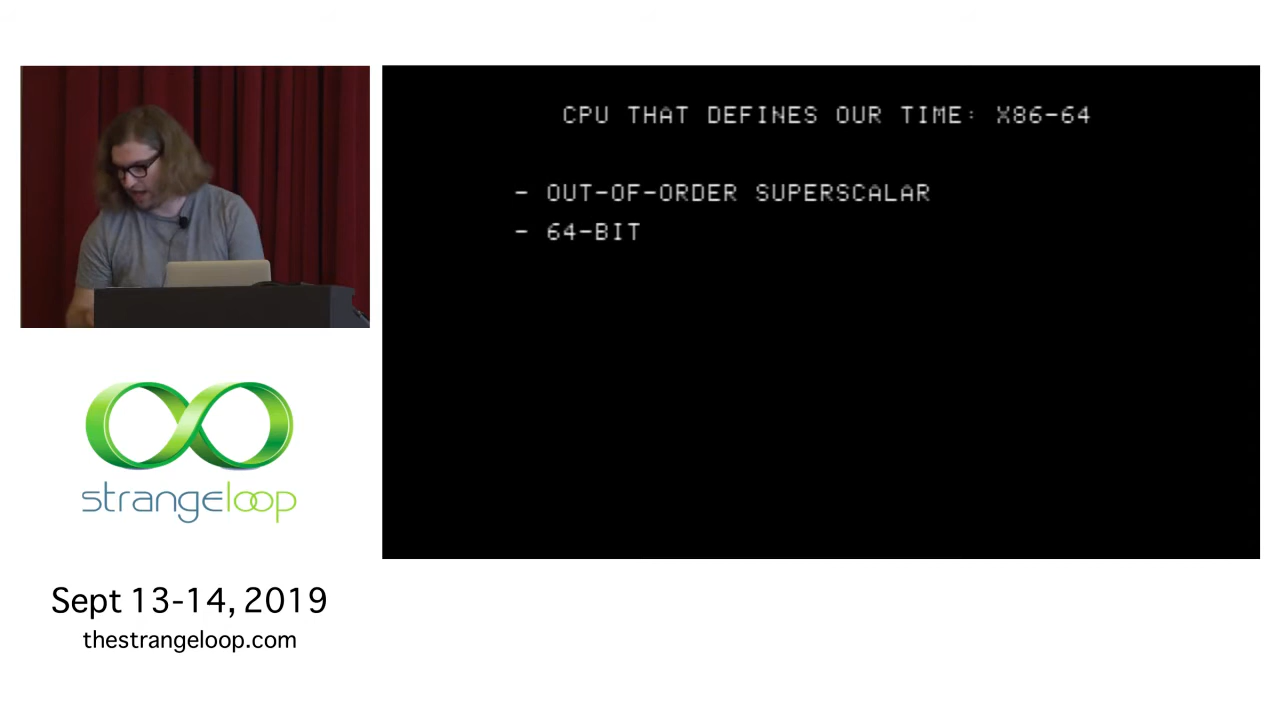 CPU THAT DEFINES OUR TIME: X86-64
- OUT-OF-ORDER SUPERSCALAR
- 64-BIT
strangeloop
Sept 13-14, 2019
thestrangeloop.com